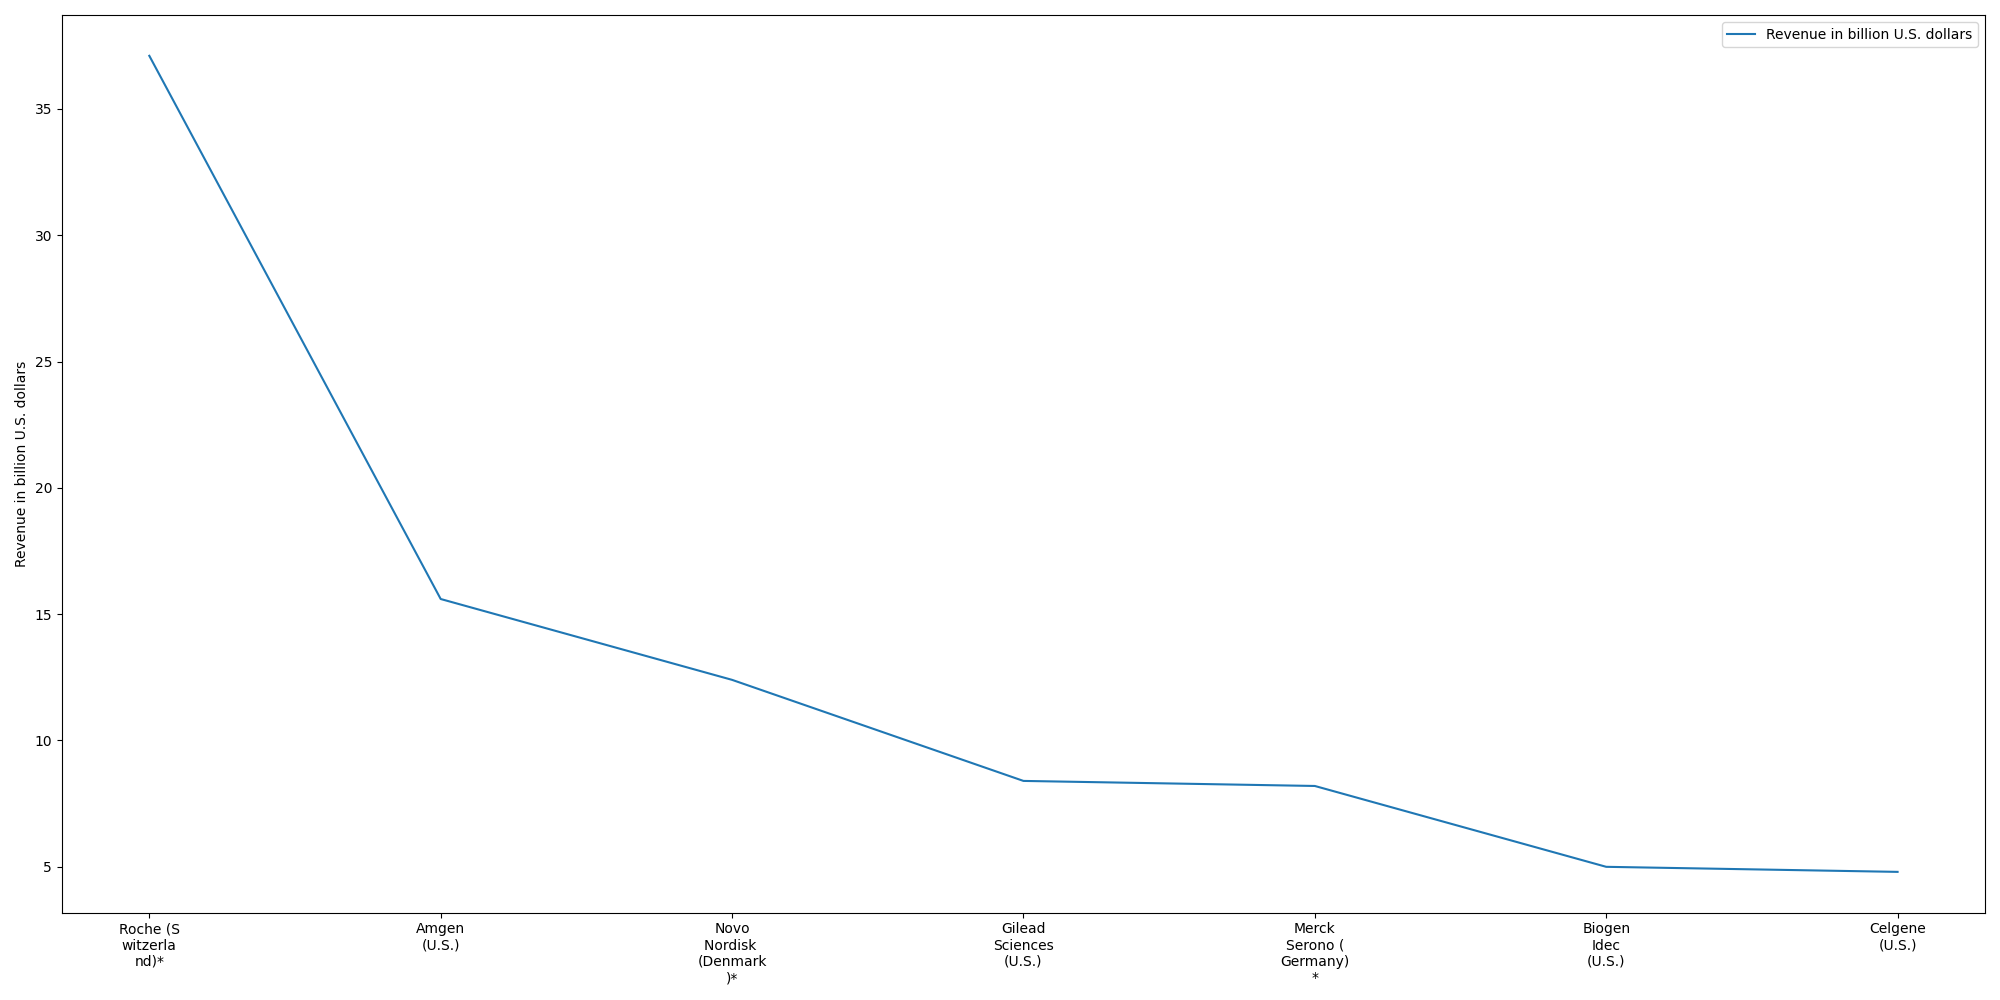 Revenue in billion U.S. dollars
35
30
25
20
15
10
5
Revenue in billion U.S. dollars
Roche (S
witzerla
nd)*
Amgen
(U.S.)
Novo
Nordisk
(Denmark
)*
Gilead
Sciences
(U.S.)
Merck
Serono (
Germany)
*
Biogen
Idec
(U.S.)
Celgene
(U.S.)